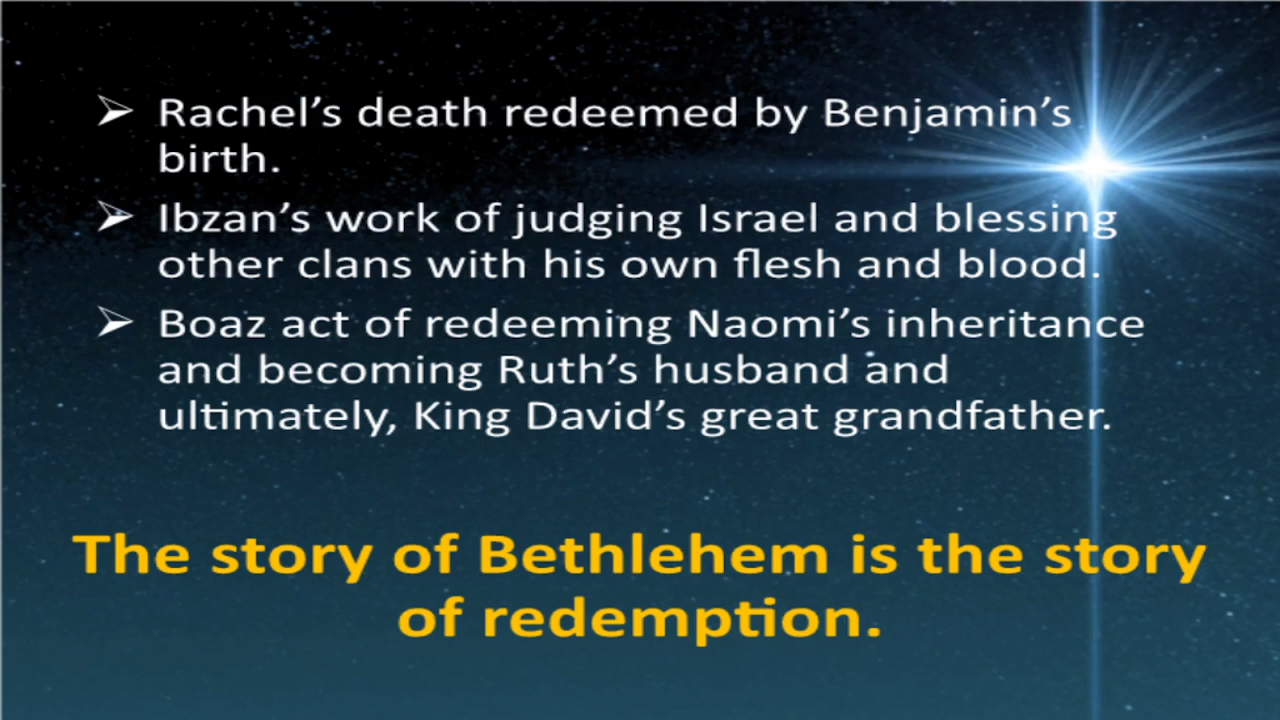 ➢ Rachel’s death redeemed by Benjamin’s
birth.
➢ Ibzan’s work of judging Israel and blessing
other clans with his own flesh and blood.
➢ Boaz act of redeeming Naomi’s inheritance
and becoming Ruth’s husband and
ultimately, King David’s great grandfather.
The story of Bethlehem is the story
of redemption.